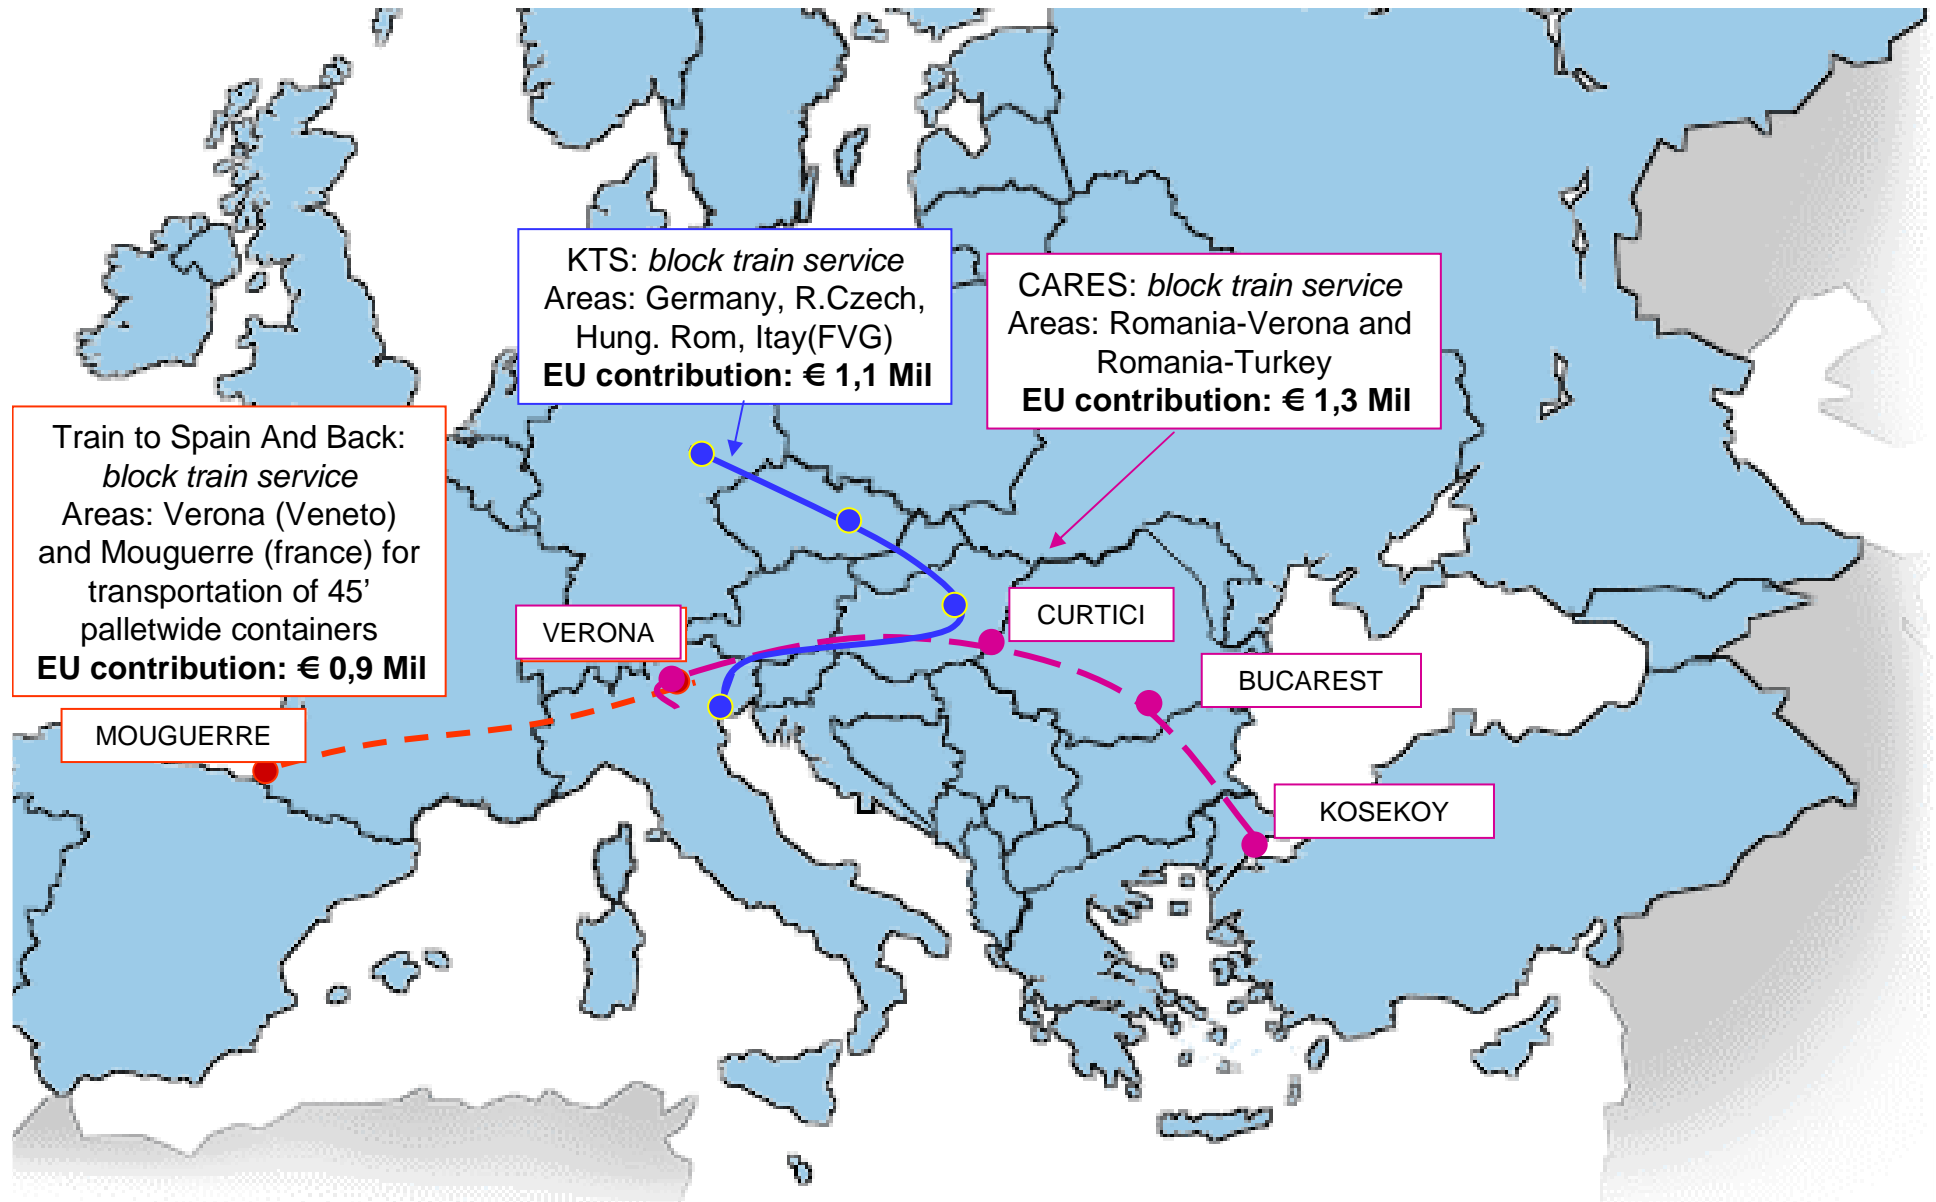 KTS: block train service
Areas: Germany, R.Czech,
Hung. Rom, Itay(FVG)
EU contribution: € 1,1 Mil
CARES: block train service
Areas: Romania-Verona and
Romania-Turkey
EU contribution: € 1,3 Mil
Train to Spain And Back:
block train service
Areas: Verona (Veneto)
and Mouguerre (france) for
transportation of 45’
palletwide containers
EU contribution: € 0,9 Mil
VERONA
CURTICI
BUCAREST
MOUGUERRE
KOSEKOY